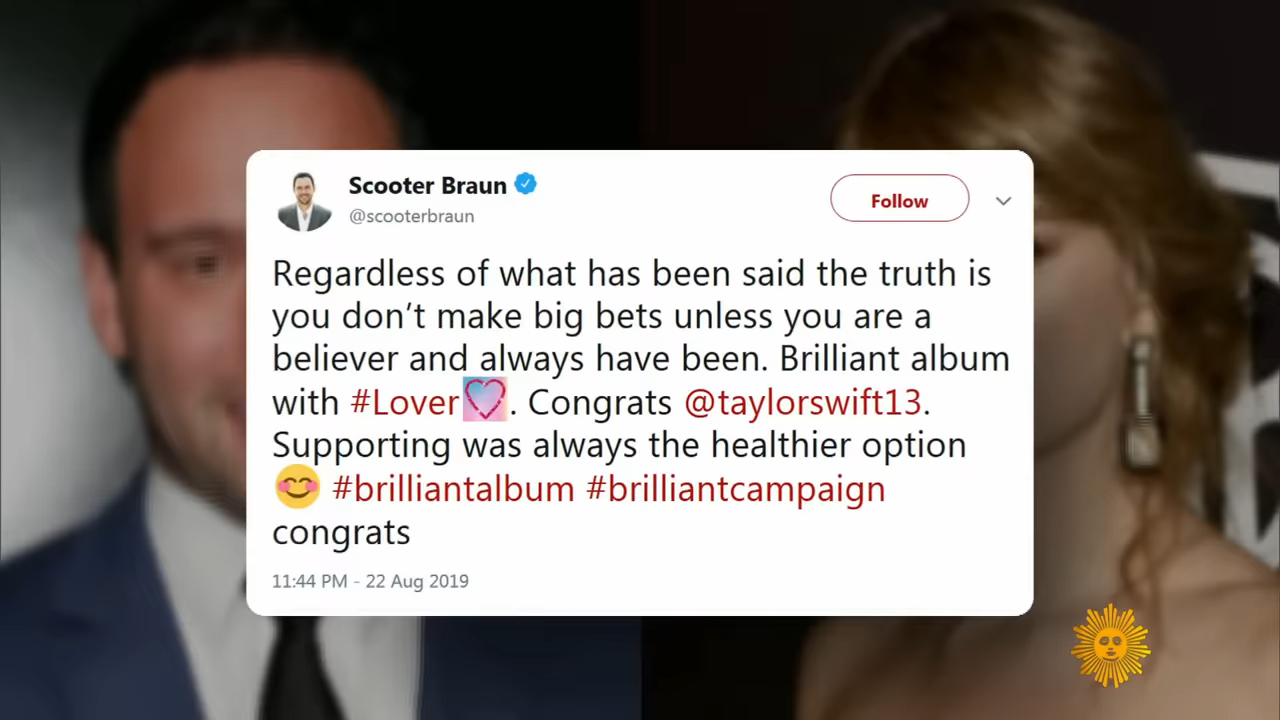 Scooter Braun
@scooterbraun
Follow
Regardless of what has been said the truth is
you don’t make big bets unless you are a
believer and always have been. Brilliant album
with #Lover. Congrats @taylorswift13.
Supporting was always the healthier option
😊 #brilliantalbum #brilliantcampaign
congrats
11:44 PM - 22 Aug 2019